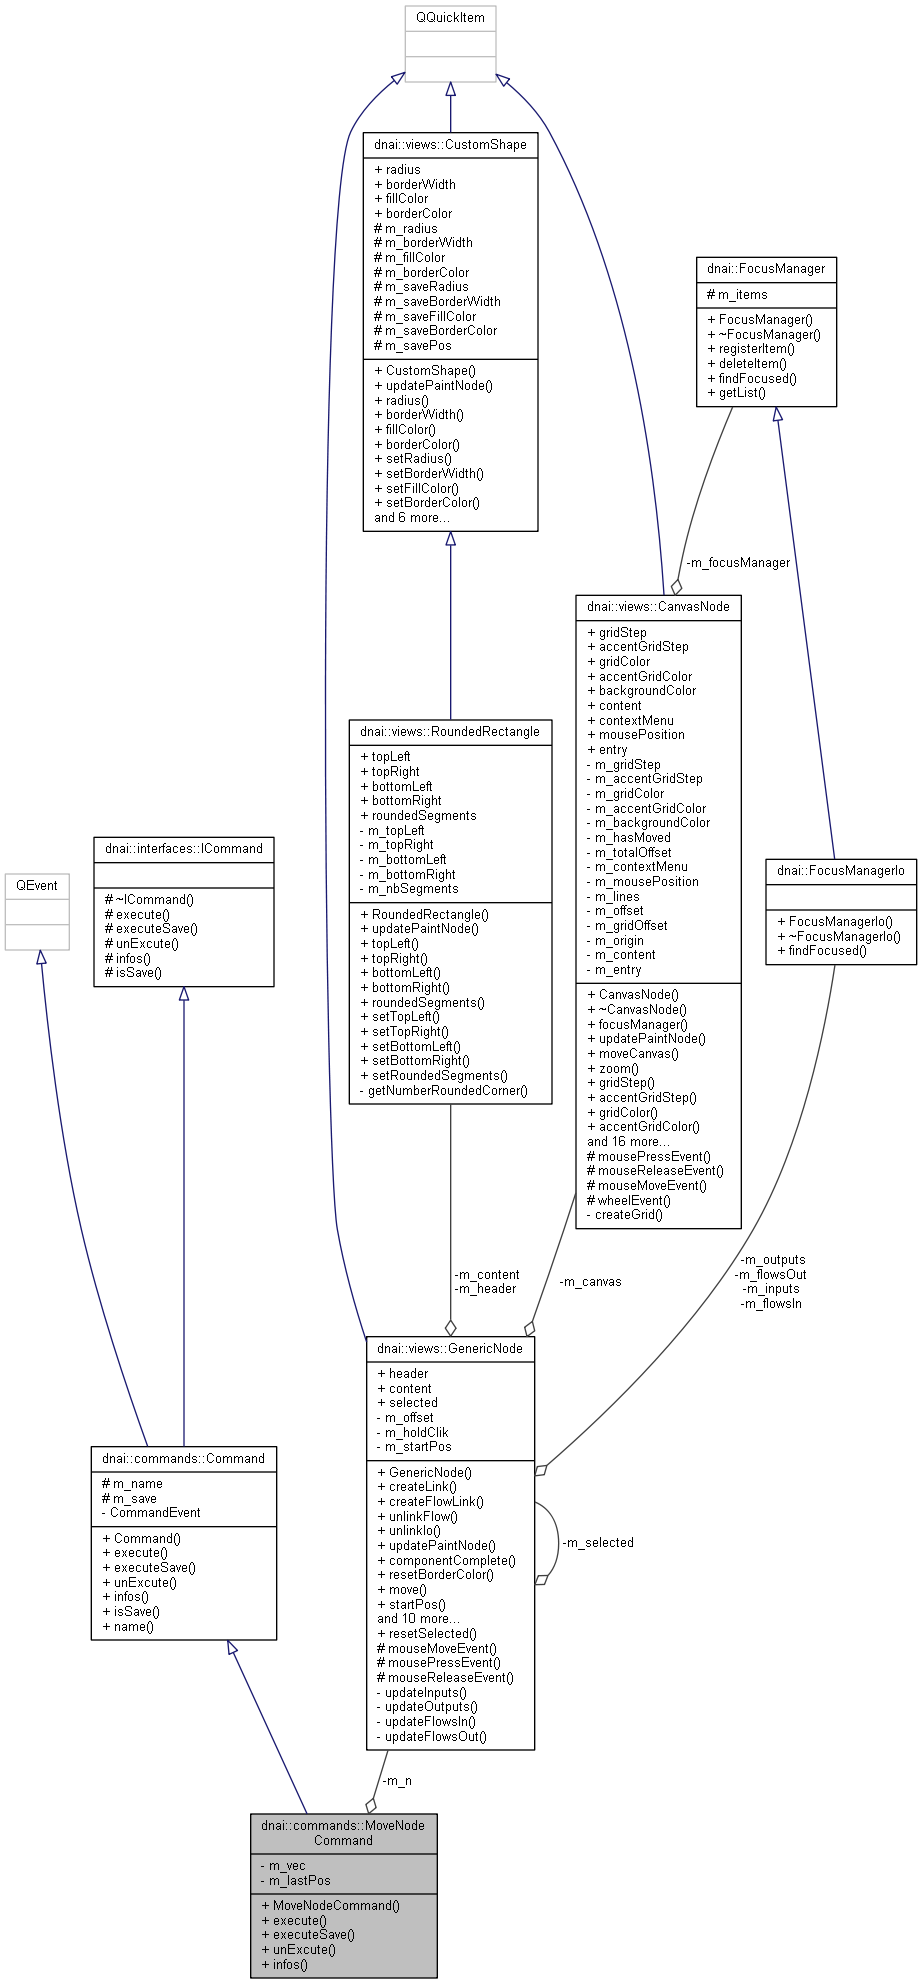 QQuickItem
dnai::views::CustomShape
+ radius
+ borderWidth
+ fillColor
+ borderColor
# m_radius
# m_borderWidth
# m_fillColor
# m_borderColor
# m_saveRadius
# m_saveBorderWidth
# m_saveFillColor
# m_saveBorderColor
# m_savePos
+ CustomShape()
+ updatePaintNode()
+ radius()
+ borderWidth()
+ fillColor()
+ borderColor()
+ setRadius()
+ setBorderWidth()
+ setFillColor()
+ setBorderColor()
and 6 more...
dnai::FocusManager
# m_items
+ FocusManager()
+ ~FocusManager()
+ registerItem()
+ deleteItem()
+ findFocused()
+ getList()
-m_focusManager
dnai::views::CanvasNode
+ gridStep
+ accentGridStep
+ gridColor
+ accentGridColor
+ backgroundColor
+ content
+ contextMenu
+ mousePosition
+ entry
- m_gridStep
- m_accentGridStep
- m_gridColor
- m_accentGridColor
- m_backgroundColor
- m_hasMoved
- m_totalOffset
- m_contextMenu
- m_mousePosition
- m_lines
- m_offset
- m_gridOffset
- m_origin
- m_content
- m_entry
+ CanvasNode()
+ ~CanvasNode()
+ focusManager()
+ updatePaintNode()
+ moveCanvas()
+ zoom()
+ gridStep()
+ accentGridStep()
+ gridColor()
+ accentGridColor()
and 16 more...
# mousePressEvent()
# mouseReleaseEvent()
# mouseMoveEvent()
# wheelEvent()
- createGrid()
dnai::views::RoundedRectangle
+ topLeft
+ topRight
+ bottomLeft
+ bottomRight
+ roundedSegments
- m_topLeft
- m_topRight
- m_bottomLeft
- m_bottomRight
- m_nbSegments
+ RoundedRectangle()
+ updatePaintNode()
+ topLeft()
+ topRight()
+ bottomLeft()
+ bottomRight()
+ roundedSegments()
+ setTopLeft()
+ setTopRight()
+ setBottomLeft()
+ setBottomRight()
+ setRoundedSegments()
- getNumberRoundedCorner()
dnai::interfaces::ICommand
# ~ICommand()
# execute()
# executeSave()
# unExcute()
# infos()
# isSave()
QEvent
dnai::FocusManagerIo
+ FocusManagerIo()
+ ~FocusManagerIo()
+ findFocused()
-m_content
-m_header
-m_canvas
-m_outputs
-m_flowsOut
-m_inputs
-m_flowsIn
dnai::views::GenericNode
+ header
+ content
+ selected
- m_offset
- m_holdClik
- m_startPos
+ GenericNode()
+ createLink()
+ createFlowLink()
+ unlinkFlow()
+ unlinkIo()
+ updatePaintNode()
+ componentComplete()
+ resetBorderColor()
+ move()
+ startPos()
and 10 more...
+ resetSelected()
# mouseMoveEvent()
# mousePressEvent()
# mouseReleaseEvent()
- updateInputs()
- updateOutputs()
- updateFlowsIn()
- updateFlowsOut()
-m_selected
dnai::commands::Command
# m_name
# m_save
- CommandEvent
+ Command()
+ execute()
+ executeSave()
+ unExcute()
+ infos()
+ isSave()
+ name()
-m_n
dnai::commands::MoveNode
Command
- m_vec
- m_lastPos
+ MoveNodeCommand()
+ execute()
+ executeSave()
+ unExcute()
+ infos()